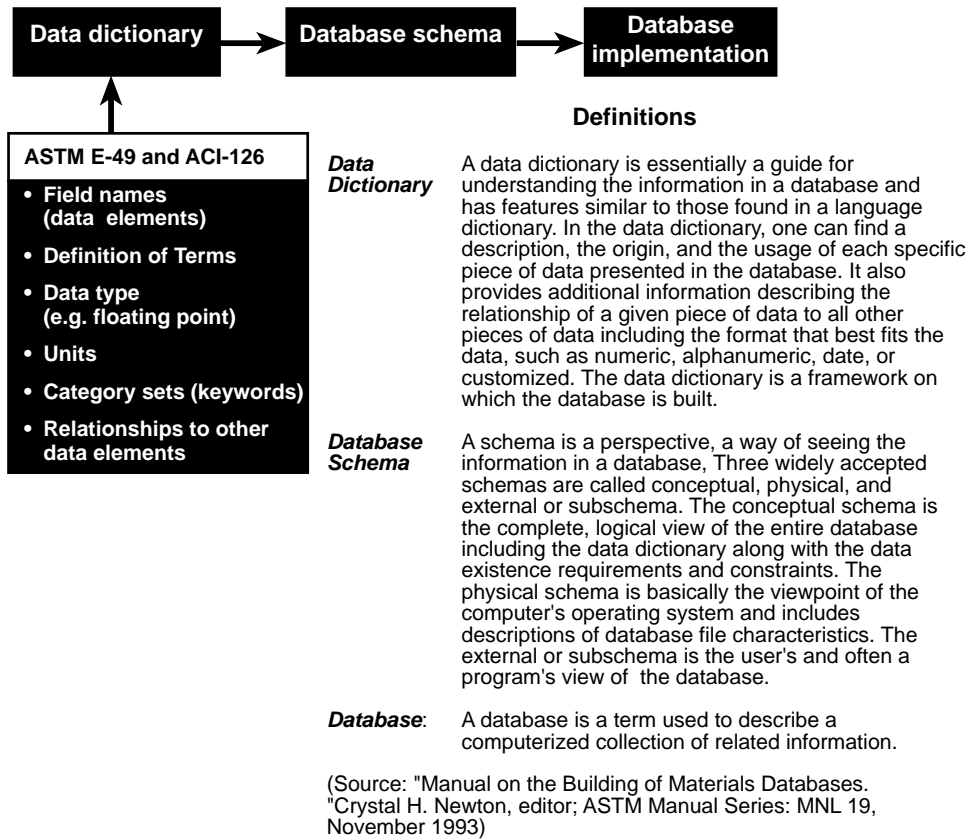 Data dictionary
Database schema
Database
implementation
ASTM E-49 and ACI-126
• Field names
(data elements)
• Definition of Terms
• Data type
(e.g. floating point)
• Units
• Category sets (keywords)
• Relationships to other
data elements
Definitions
Data
Dictionary
A data dictionary is essentially a guide for
understanding the information in a database and
has features similar to those found in a language
dictionary. In the data dictionary, one can find a
description, the origin, and the usage of each specific
piece of data presented in the database. It also
provides additional information describing the
relationship of a given piece of data to all other
pieces of data including the format that best fits the
data, such as numeric, alphanumeric, date, or
customized. The data dictionary is a framework on
which the database is built.
Database
Schema
A schema is a perspective, a way of seeing the
information in a database, Three widely accepted
schemas are called conceptual, physical, and
external or subschema. The conceptual schema is
the complete, logical view of the entire database
including the data dictionary along with the data
existence requirements and constraints. The
physical schema is basically the viewpoint of the
computer's operating system and includes
descriptions of database file characteristics. The
external or subschema is the user's and often a
program's view of the database.
Database:
A database is a term used to describe a
computerized collection of related information.
(Source: "Manual on the Building of Materials Databases.
"Crystal H. Newton, editor; ASTM Manual Series: MNL 19,
November 1993)